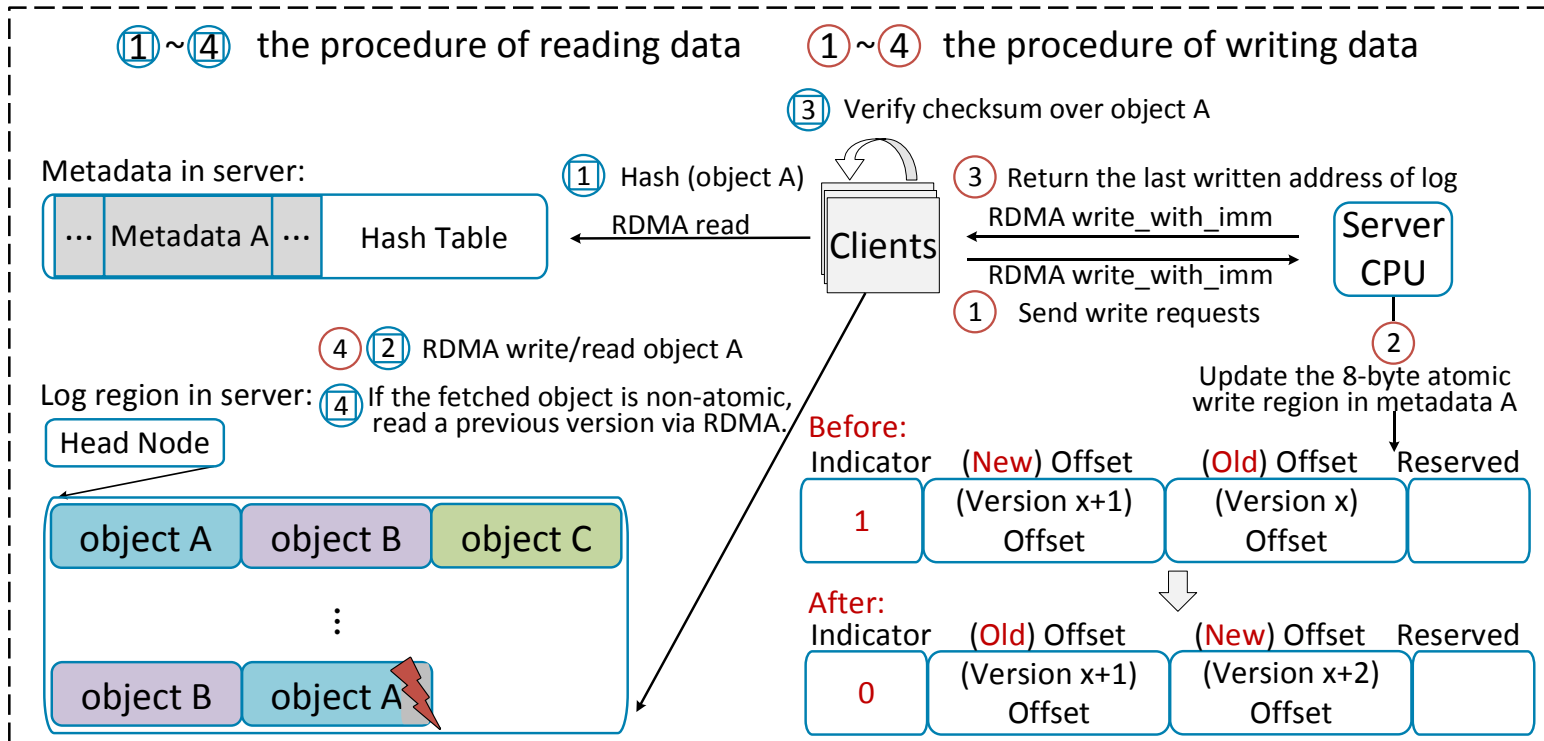 1 ~ 4 the procedure of reading data
1 ~ 4 the procedure of writing data
3 Verify checksum over object A
Metadata in server:
1 Hash (object A)
RDMA read
... Metadata A ... Hash Table
Clients
3 Return the last written address of log
RDMA write_with_imm
RDMA write_with_imm
1 Send write requests
Server
CPU
2
Update the 8-byte atomic
write region in metadata A
4 2 RDMA write/read object A
Log region in server:
4 If the fetched object is non-atomic,
read a previous version via RDMA.
Head Node
object A object B object C
⋮
object B object A
Before:
Indicator (New) Offset (Old) Offset Reserved
1
(Version x+1)
Offset
(Version x)
Offset
After:
Indicator (Old) Offset (New) Offset Reserved
0
(Version x+1)
Offset
(Version x+2)
Offset